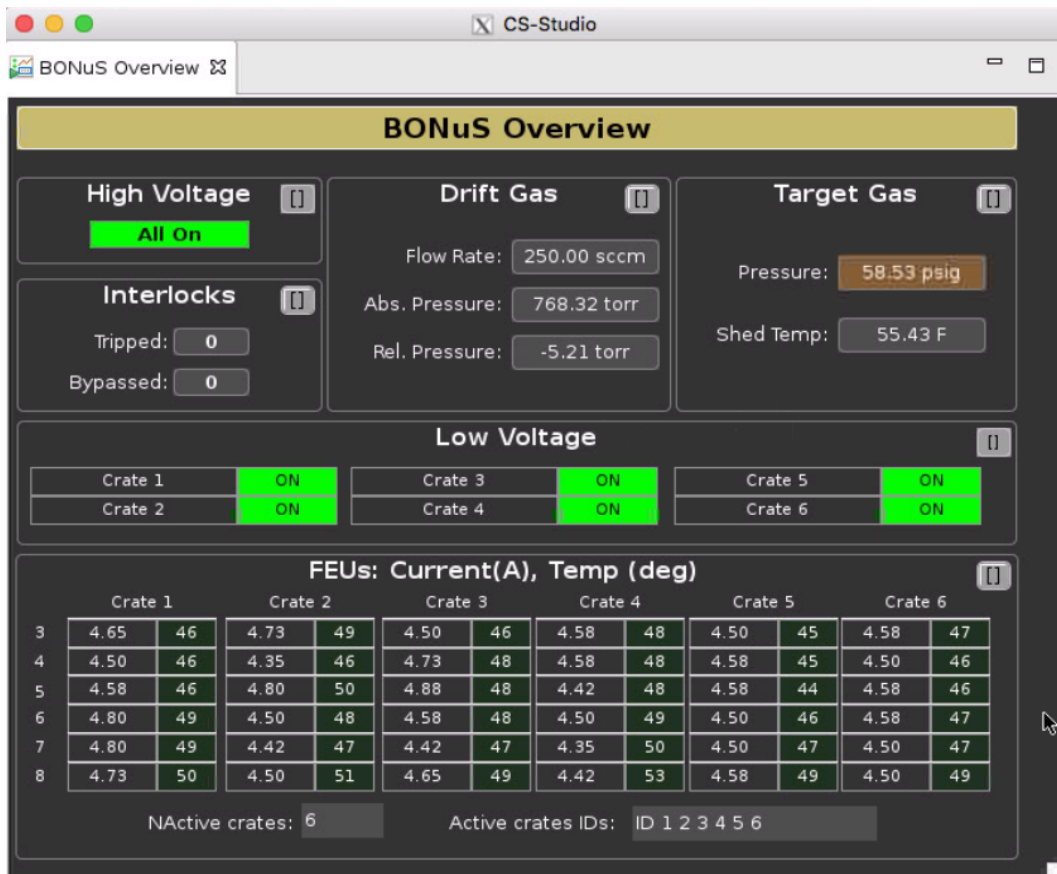 CS-Studio
BONuS Overview
BONuS Overview
High Voltage []
All On
Interlocks []
Tripped: 0
Bypassed: 0
Drift Gas []
Flow Rate: 250.00 sccm
Abs. Pressure: 768.32 torr
Rel. Pressure: -5.21 torr
Target Gas []
Pressure: 58.53 psig
Shed Temp: 55.43 F
Low Voltage []
Crate 1 ON Crate 3 ON Crate 5 ON
Crate 2 ON Crate 4 ON Crate 6 ON
FEUs: Current(A), Temp (deg) []
Crate 1 Crate 2 Crate 3 Crate 4 Crate 5 Crate 6
3 4.65 46 4.73 49 4.50 46 4.58 48 4.50 45 4.58 47
4 4.50 46 4.35 46 4.73 48 4.58 48 4.58 45 4.50 46
5 4.58 46 4.80 50 4.88 48 4.42 48 4.58 44 4.58 46
6 4.80 49 4.50 48 4.58 48 4.50 49 4.50 46 4.58 47
7 4.80 49 4.42 47 4.42 47 4.35 50 4.50 47 4.50 47
8 4.73 50 4.50 51 4.65 49 4.42 53 4.58 49 4.50 49
NActive crates: 6 Active crates IDs: ID 1 2 3 4 5 6